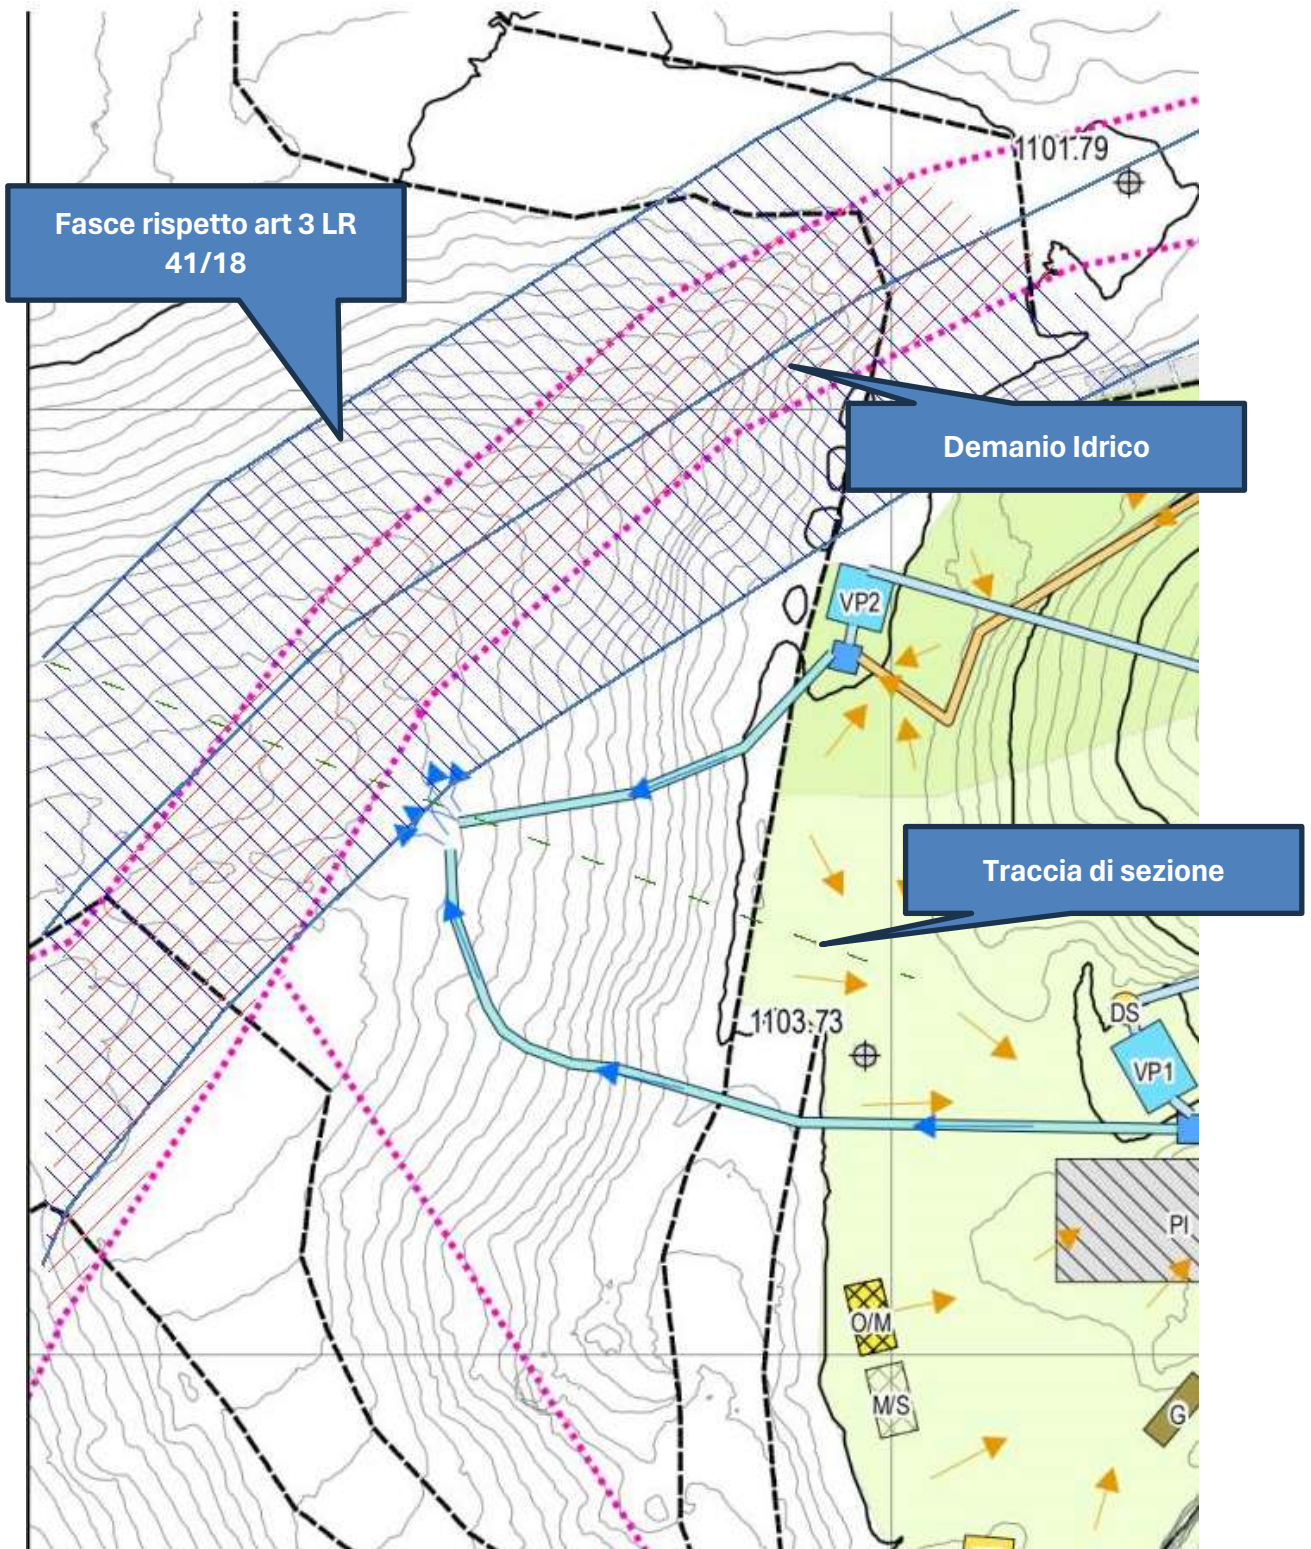 1101.79
Fasce rispetto art 3 LR
41/18
Demanio Idrico
VP2
Traccia di sezione
1103.73
DS
VP1
PI
O/M
M/S
G